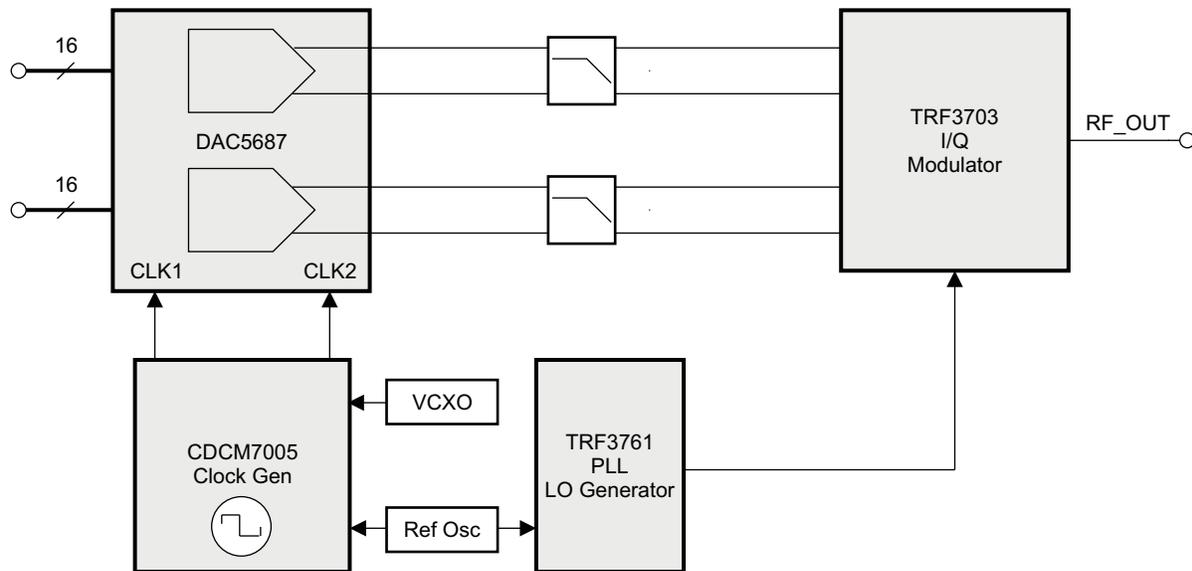 16
DAC5687
16
CLK1
CLK2
TRF3703
I/Q
Modulator
RF_OUT
CDCM7005
Clock Gen
VCXO
Ref Osc
TRF3761
PLL
LO Generator